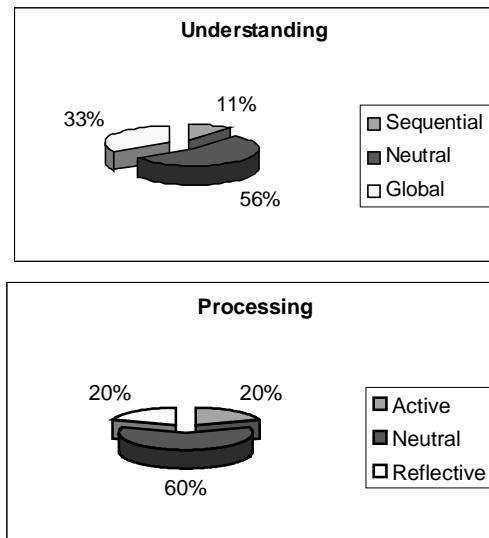 Understanding
11%
33%
56%
Sequential
Neutral
Global
Processing
20%
20%
60%
Active
Neutral
Reflective